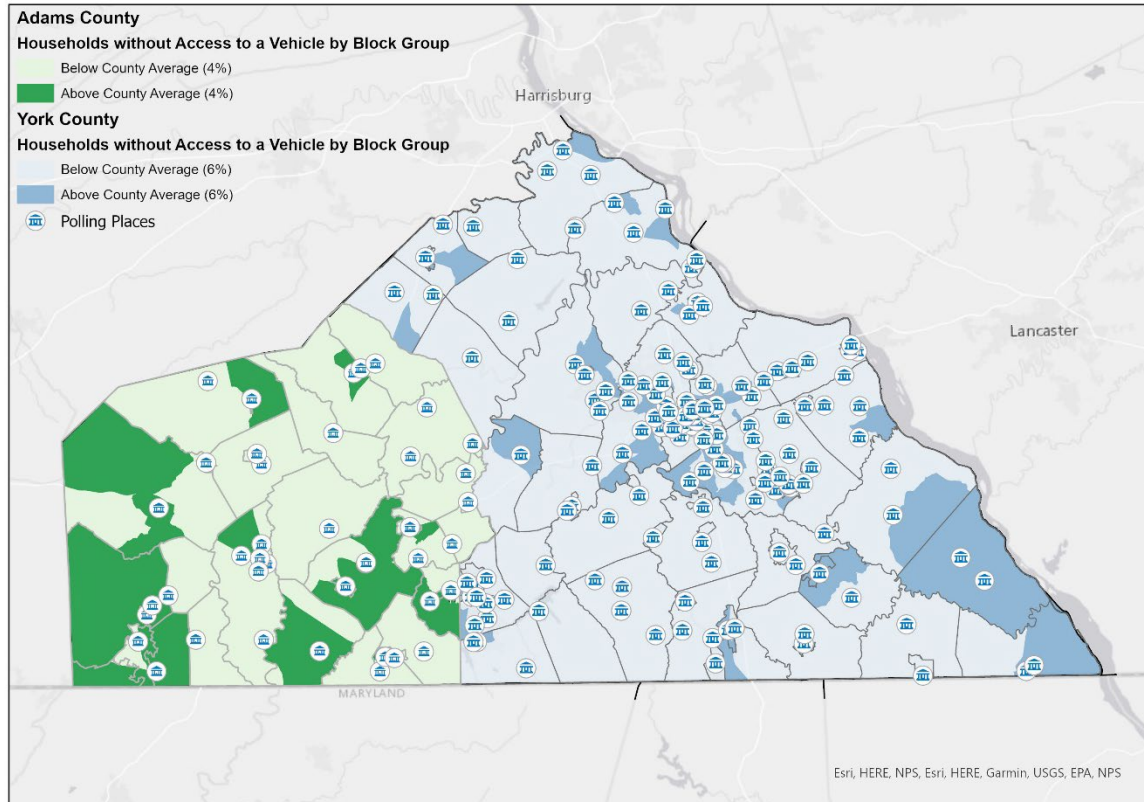 Adams County
Households without Access to a Vehicle by Block Group
Below County Average (4%)
Above County Average (4%)
York County
Households without Access to a Vehicle by Block Group
Below County Average (6%)
Above County Average (6%)
Polling Places
Harrisburg
Lancaster
MARYLAND
Esri, HERE, NPS, Esri, HERE, Garmin, USGS, EPA, NPS